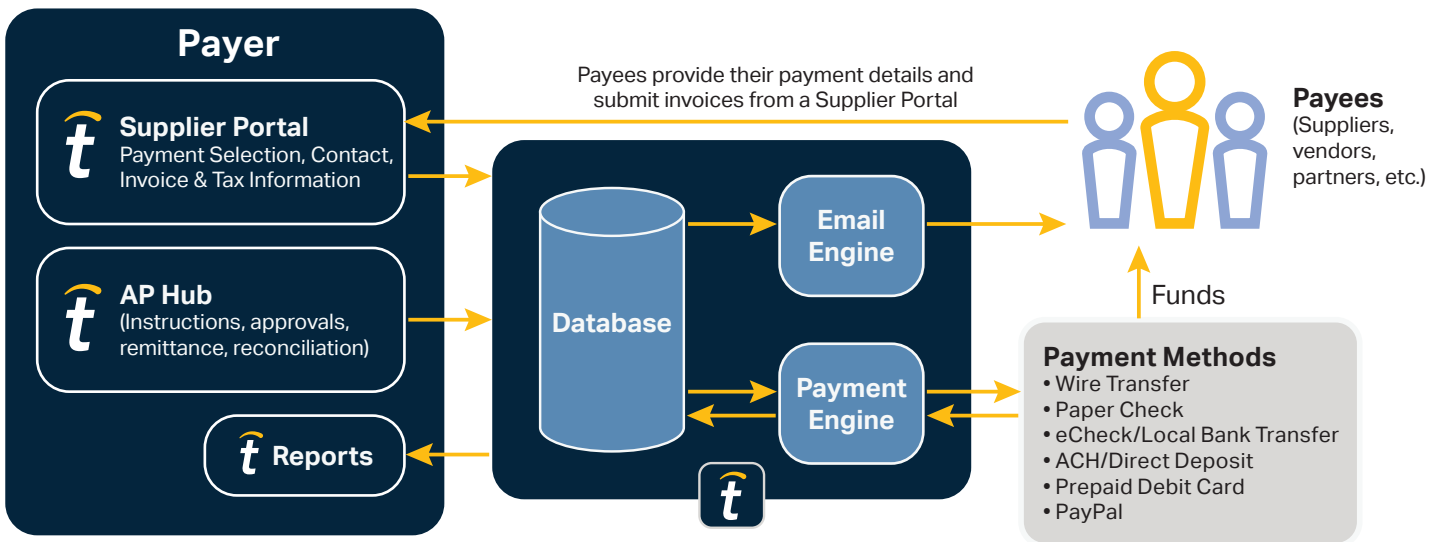 Payer
t Supplier Portal
Payment Selection, Contact,
Invoice & Tax Information
t AP Hub
(Instructions, approvals,
remittance, reconciliation)
t Reports
Payees provide their payment details and
submit invoices from a Supplier Portal
Database
Email
Engine
Payment
Engine
t
Payees
(Suppliers,
vendors,
partners, etc.)
Funds
Payment Methods
• Wire Transfer
• Paper Check
• eCheck/Local Bank Transfer
• ACH/Direct Deposit
• Prepaid Debit Card
• PayPal